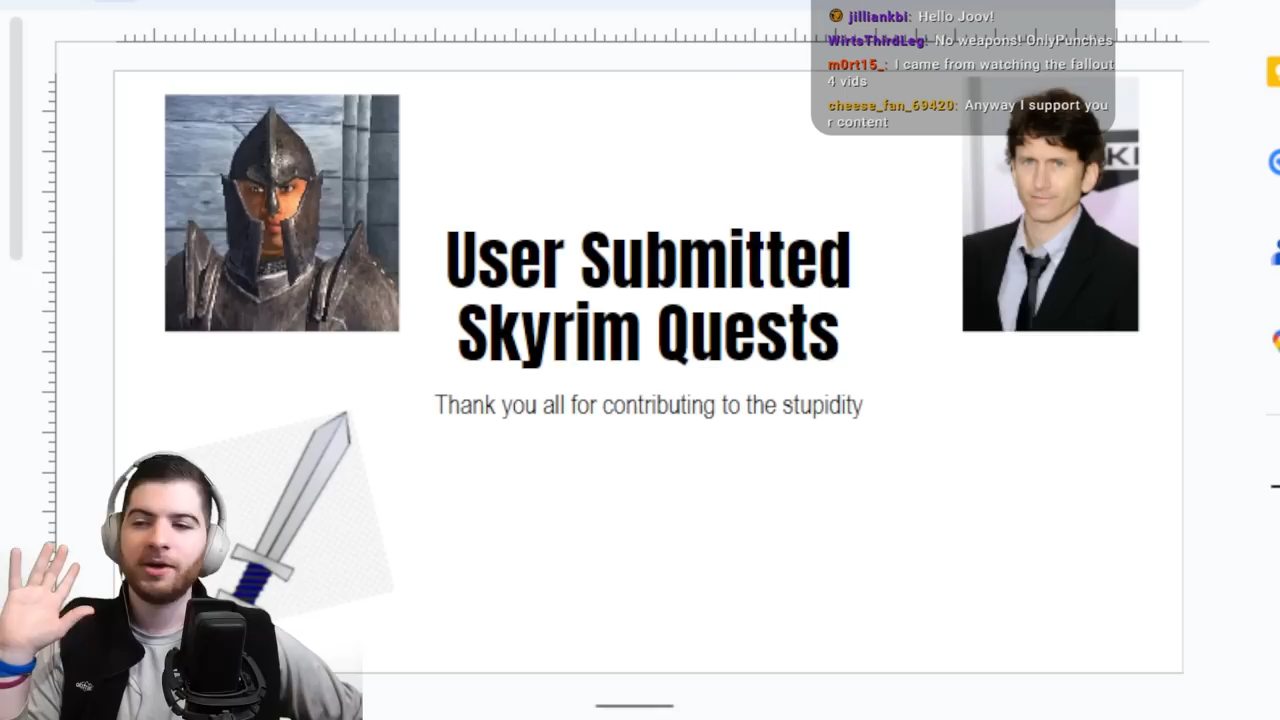 jilliankbi: Hello Joov!
WirtsThirdLeg: No weapons! OnlyPunches
m0rt15_: I came from watching the fallout
4 vids
cheese_fan_69420: Anyway I support you
r content
KI
User Submitted
Skyrim Quests
Thank you all for contributing to the stupidity